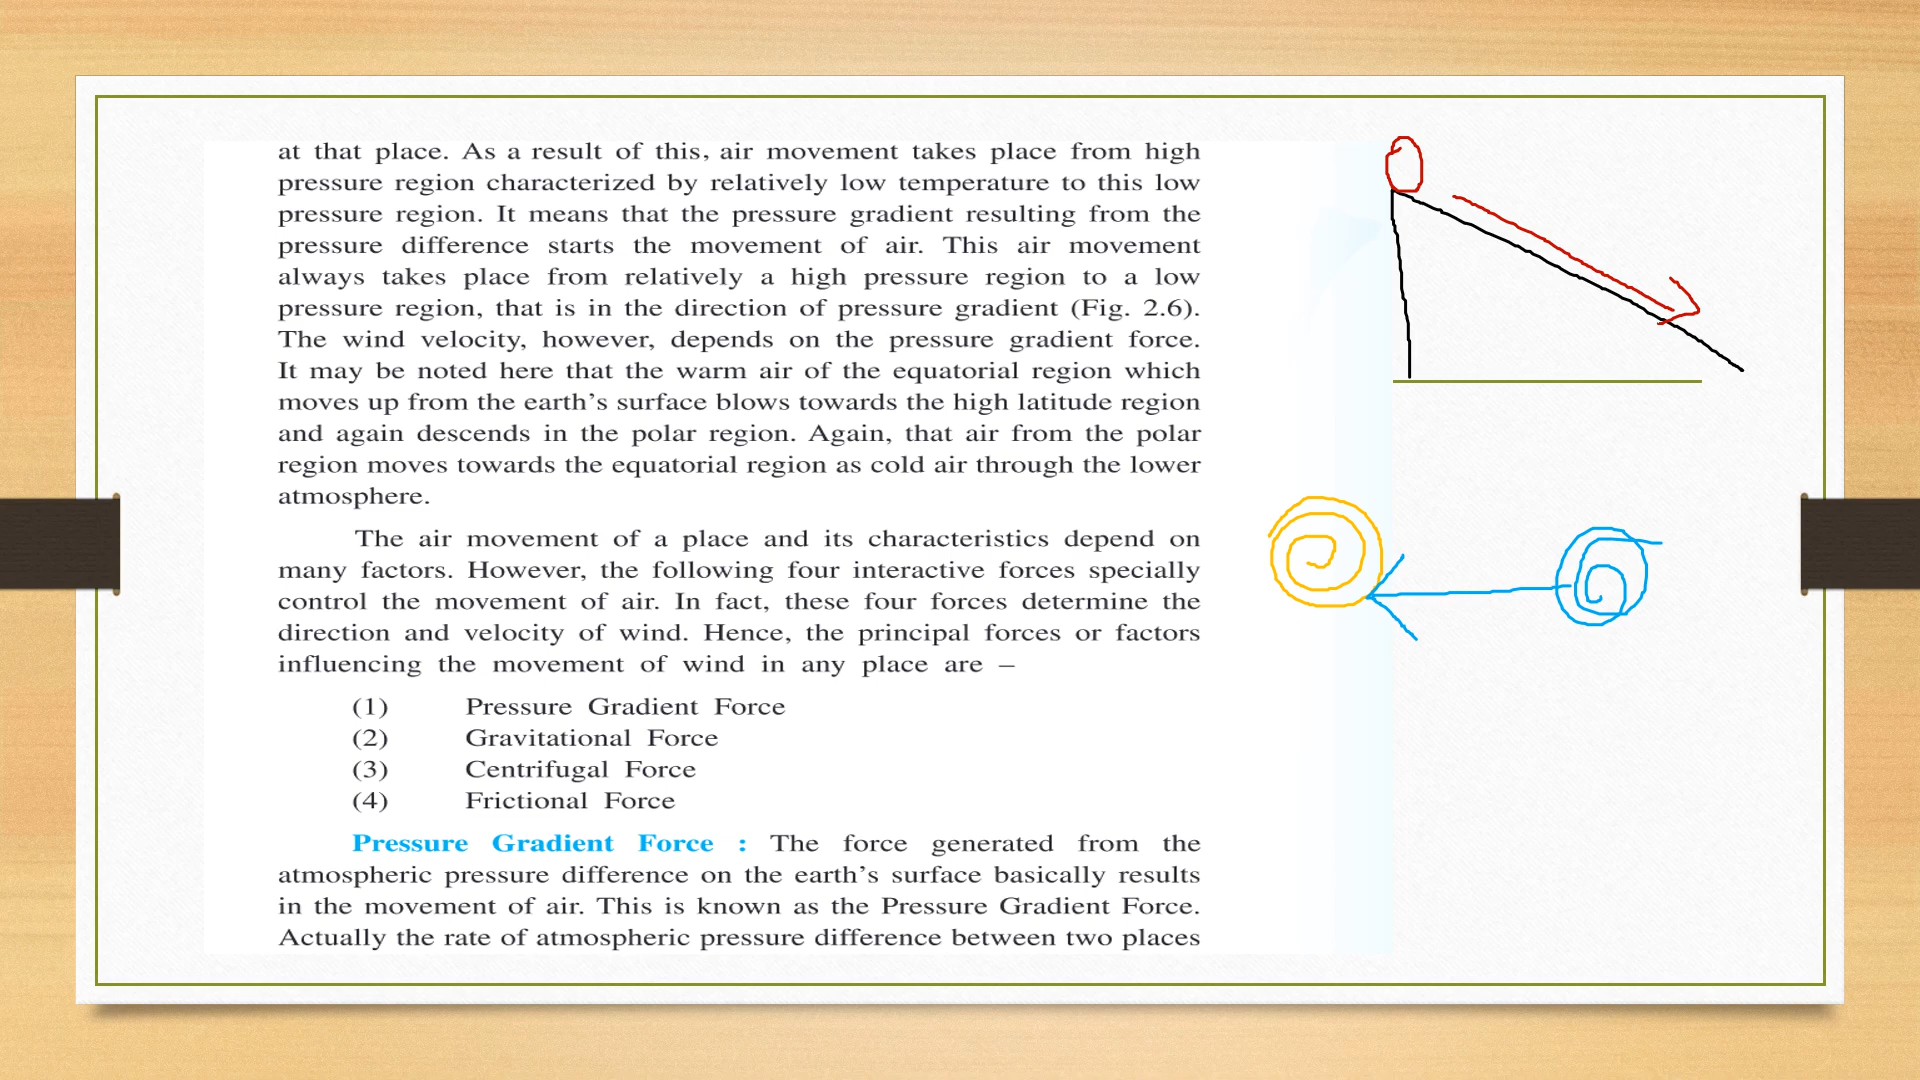 at that place. As a result of this, air movement takes place from high
pressure region characterized by relatively low temperature to this low
pressure region. It means that the pressure gradient resulting from the
pressure difference starts the movement of air. This air movement
always takes place from relatively a high pressure region to a low
pressure region, that is in the direction of pressure gradient (Fig. 2.6).
The wind velocity, however, depends on the pressure gradient force.
It may be noted here that the warm air of the equatorial region which
moves up from the earth’s surface blows towards the high latitude region
and again descends in the polar region. Again, that air from the polar
region moves towards the equatorial region as cold air through the lower
atmosphere.
The air movement of a place and its characteristics depend on
many factors. However, the following four interactive forces specially
control the movement of air. In fact, these four forces determine the
direction and velocity of wind. Hence, the principal forces or factors
influencing the movement of wind in any place are –
(1) Pressure Gradient Force
(2) Gravitational Force
(3) Centrifugal Force
(4) Frictional Force
Pressure Gradient Force : The force generated from the
atmospheric pressure difference on the earth’s surface basically results
in the movement of air. This is known as the Pressure Gradient Force.
Actually the rate of atmospheric pressure difference between two places